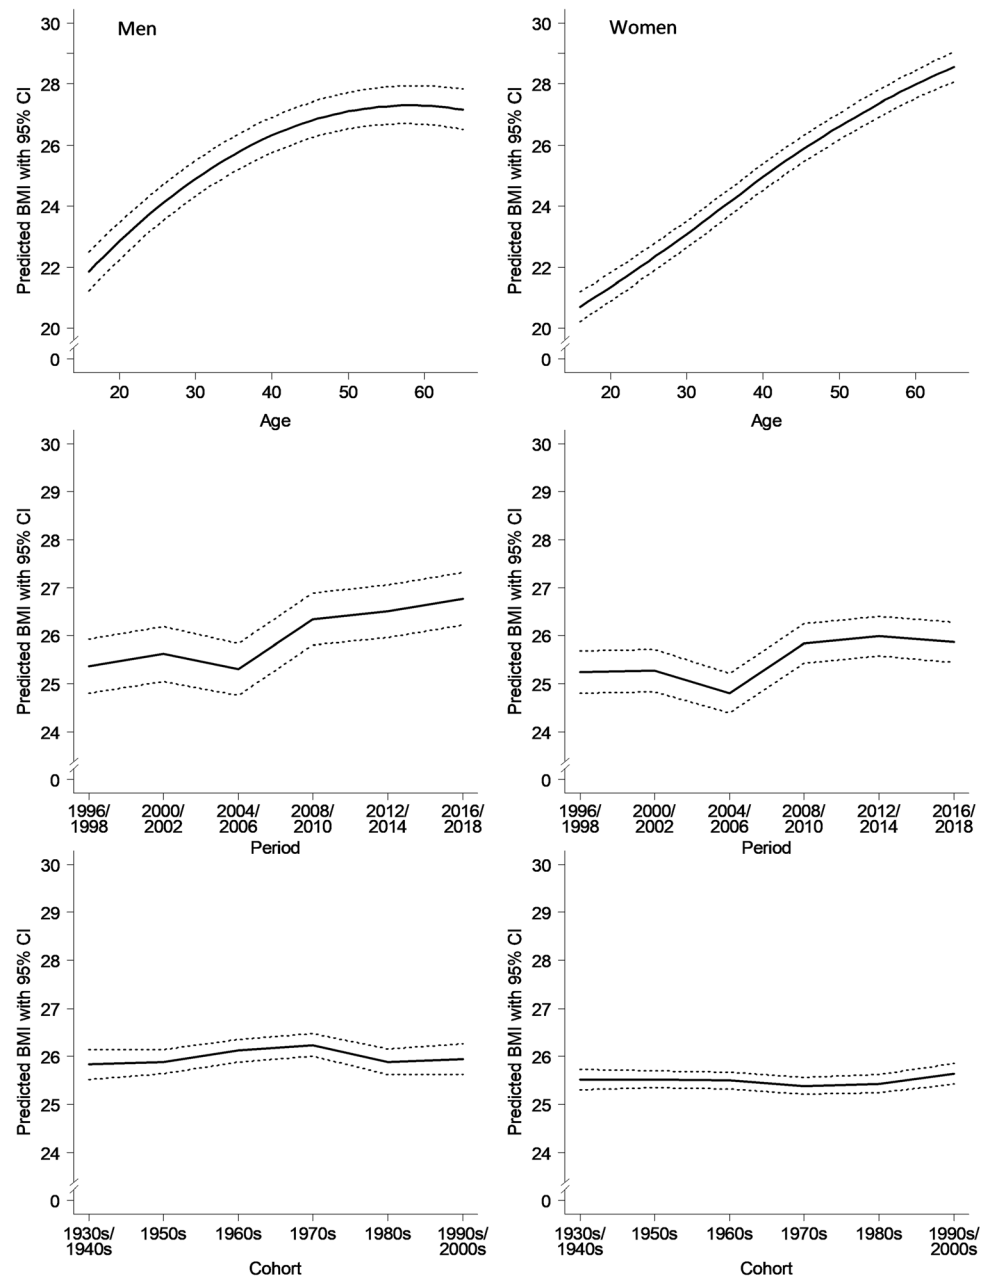 Men
Predicted BMI with 95% CI
30
28
26
24
22
20
0
20 30 40 50 60
Age
Women
Predicted BMI with 95% CI
30
28
26
24
22
20
0
20 30 40 50 60
Age
Predicted BMI with 95% CI
30
29
28
27
26
25
24
0
1996/ 2000/ 2004/ 2008/ 2012/ 2016/
1998 2002 2006 2010 2014 2018
Period
Predicted BMI with 95% CI
30
29
28
27
26
25
24
0
1996/ 2000/ 2004/ 2008/ 2012/ 2016/
1998 2002 2006 2010 2014 2018
Period
Predicted BMI with 95% CI
30
29
28
27
26
25
24
0
1930s/ 1950s 1960s 1970s 1980s 1990s/
1940s 2000s
Cohort
Predicted BMI with 95% CI
30
29
28
27
26
25
24
0
1930s/ 1950s 1960s 1970s 1980s 1990s/
1940s 2000s
Cohort